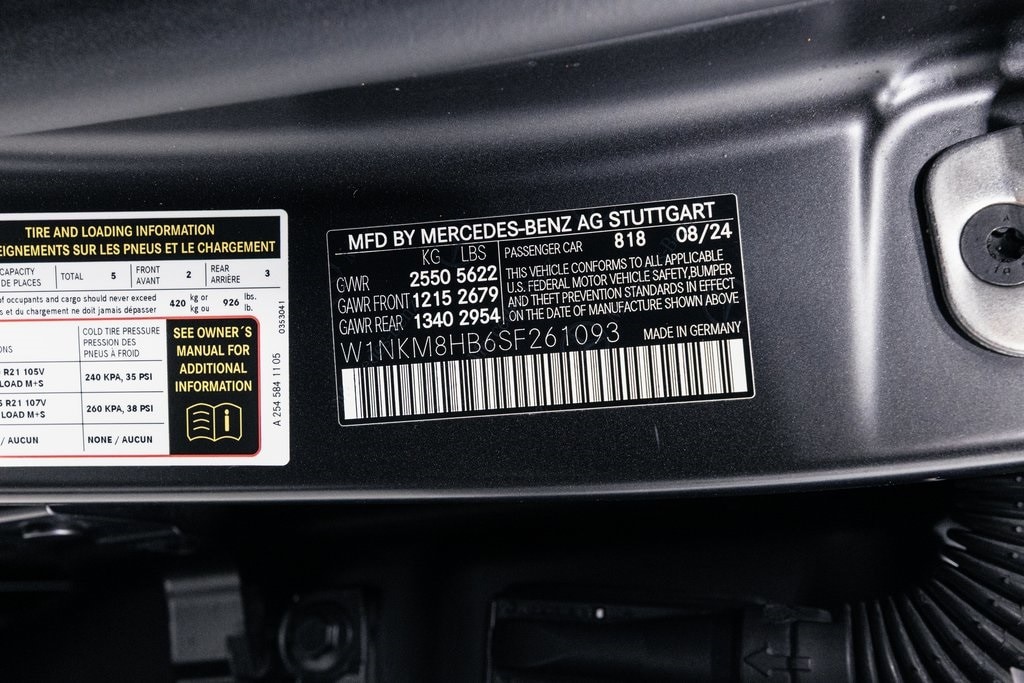 TIRE AND LOADING INFORMATION
EIGNEMENTS SUR LES PNEUS ET LE CHARGEMENT
CAPACITY
DE PLACES
TOTAL 5
FRONT
AVANT 2
REAR
ARRIÈRE 3
of occupants and cargo should never exceed
s et du chargement ne doit jamais dépasser
420 kg or
kg ou
926 lbs.
lb.
COLD TIRE PRESSURE
PRESSION DES
PNEUS À FROID
R21 105V
LOAD M+S
240 KPA, 35 PSI
R21 107V
LOAD M+S
260 KPA, 38 PSI
/ AUCUN
NONE / AUCUN
SEE OWNER´S
MANUAL FOR
ADDITIONAL
INFORMATION
i
0353041
A 254 584 11 05
MFD BY MERCEDES-BENZ AG STUTTGART
KG LBS
GVWR 2550 5622
GAWR FRONT 1215 2679
GAWR REAR 1340 2954
PASSENGER CAR 818 08/24
THIS VEHICLE CONFORMS TO ALL APPLICABLE
U.S. FEDERAL MOTOR VEHICLE SAFETY,BUMPER
AND THEFT PREVENTION STANDARDS IN EFFECT
ON THE DATE OF MANUFACTURE SHOWN ABOVE
W1NKM8HB6SF261093 MADE IN GERMANY